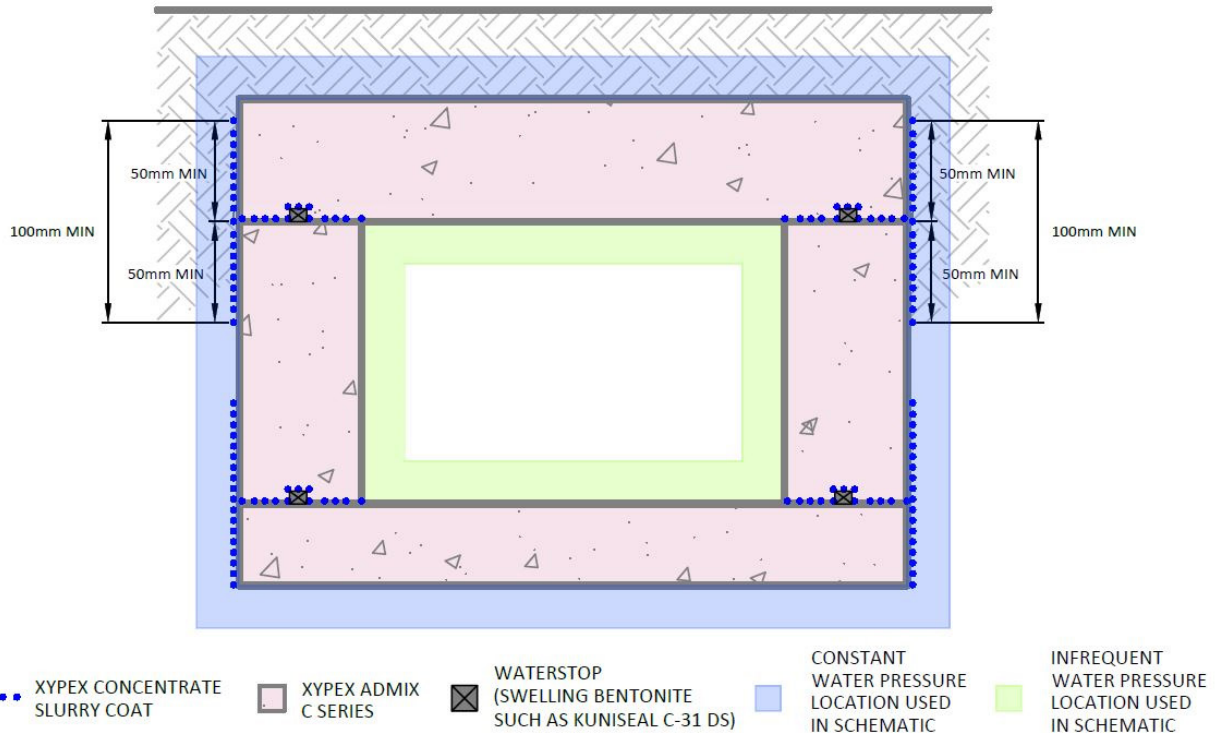 50mm MIN
50mm MIN
100mm MIN
100mm MIN
50mm MIN
50mm MIN
XYPEX CONCENTRATE
SLURRY COAT
XYPEX ADMIX
C SERIES
WATERSTOP
(SWELLING BENTONITE
SUCH AS KUNISEAL C-31 DS)
CONSTANT
WATER PRESSURE
LOCATION USED
IN SCHEMATIC
INFREQUENT
WATER PRESSURE
LOCATION USED
IN SCHEMATIC